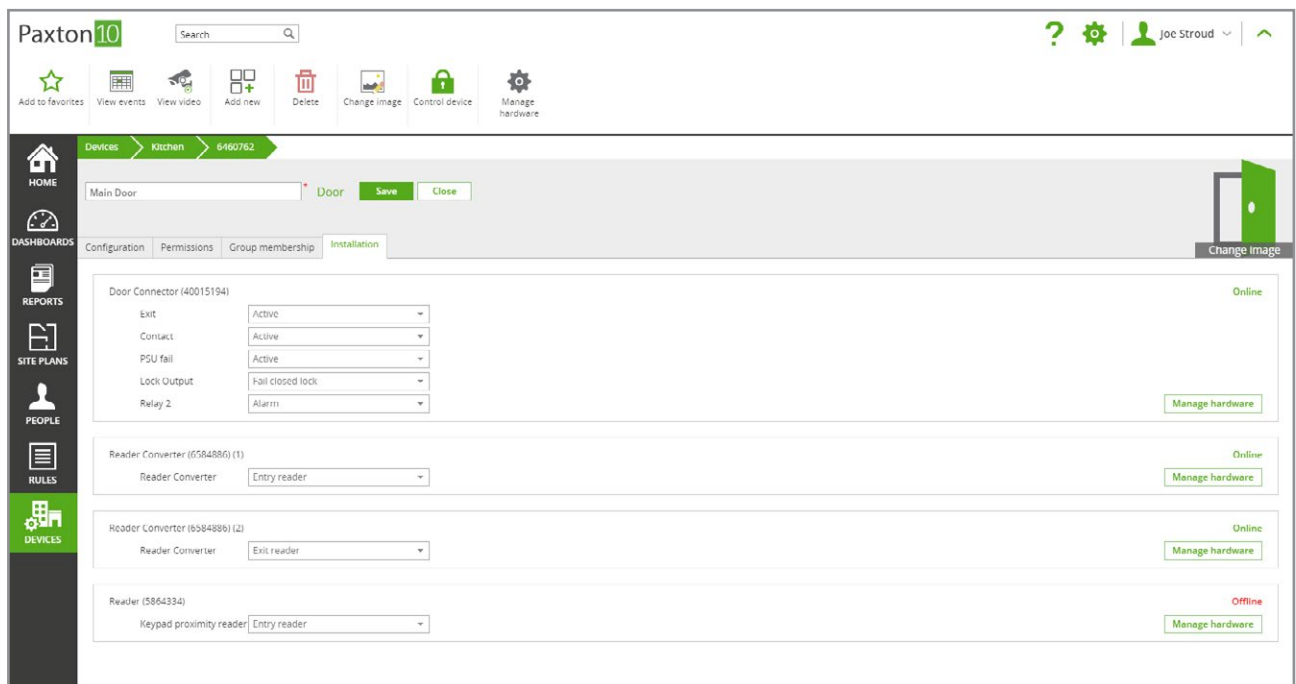 Paxton10
Search
Joe Stroud
Add to favorites
View events
View video
Add new
Delete
Change image
Control device
Manage
hardware
HOME
DASHBOARDS
REPORTS
SITE PLANS
PEOPLE
RULES
DEVICES
Devices
Kitchen
6460762
Main Door
* Door
Save
Close
Change image
Configuration
Permissions
Group membership
Installation
Door Connector (40015194)
Online
Exit
Active
Contact
Active
PSU fail
Active
Lock Output
Fail closed lock
Relay 2
Alarm
Manage hardware
Reader Converter (6584886) (1)
Online
Reader Converter
Entry reader
Manage hardware
Reader Converter (6584886) (2)
Online
Reader Converter
Exit reader
Manage hardware
Reader (5864334)
Offline
Keypad proximity reader
Entry reader
Manage hardware